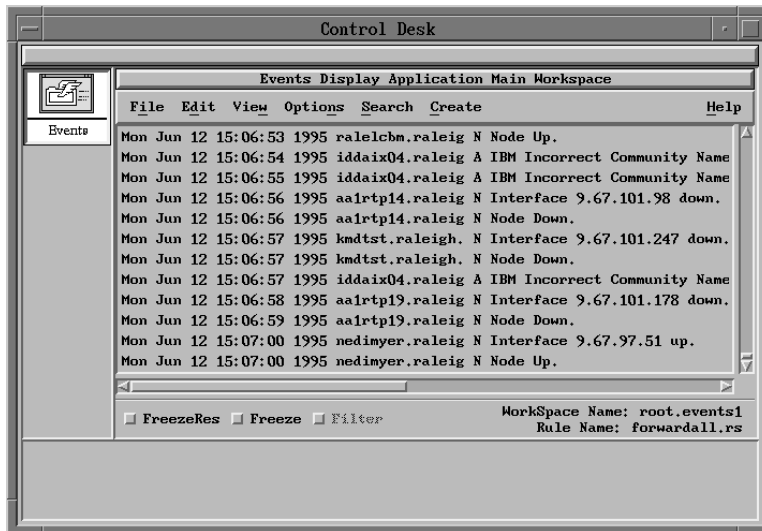 Control Desk
Events Display Application Main Workspace
File Edit View Options Search Create Help
Events
Mon Jun 12 15:06:53 1995 ralelcbm.raleig N Node Up.
Mon Jun 12 15:06:54 1995 iddaix04.raleig A IBM Incorrect Community Name
Mon Jun 12 15:06:55 1995 iddaix04.raleig A IBM Incorrect Community Name
Mon Jun 12 15:06:56 1995 aa1rtp14.raleig N Interface 9.67.101.98 down.
Mon Jun 12 15:06:56 1995 aa1rtp14.raleig N Node Down.
Mon Jun 12 15:06:57 1995 kmdtst.raleigh. N Interface 9.67.101.247 down.
Mon Jun 12 15:06:57 1995 kmdtst.raleigh. N Node Down.
Mon Jun 12 15:06:57 1995 iddaix04.raleig A IBM Incorrect Community Name
Mon Jun 12 15:06:58 1995 aa1rtp19.raleig N Interface 9.67.101.178 down.
Mon Jun 12 15:06:59 1995 aa1rtp19.raleig N Node Down.
Mon Jun 12 15:07:00 1995 nedimyer.raleig N Interface 9.67.97.51 up.
Mon Jun 12 15:07:00 1995 nedimyer.raleig N Node Up.
FreezeRes Freeze Filter
WorkSpace Name: root.events1
Rule Name: forwardall.rs